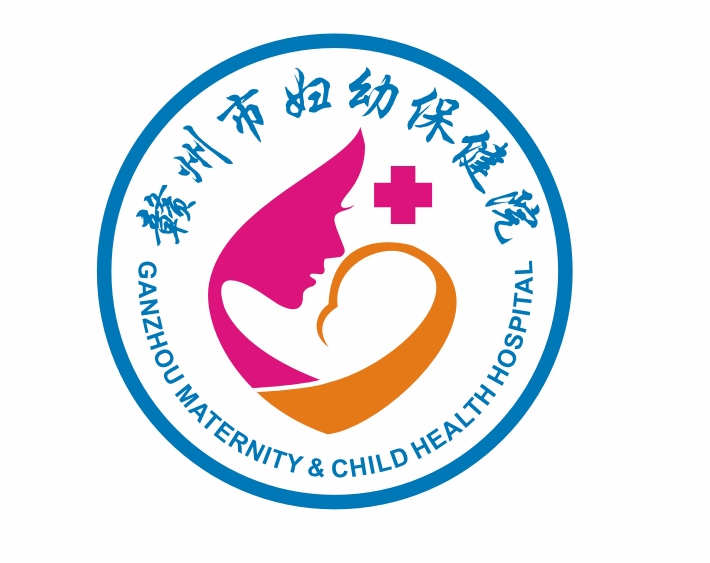 赣州市妇幼保健院
GANZHOU MATERNITY & CHILD HEALTH HOSPITAL